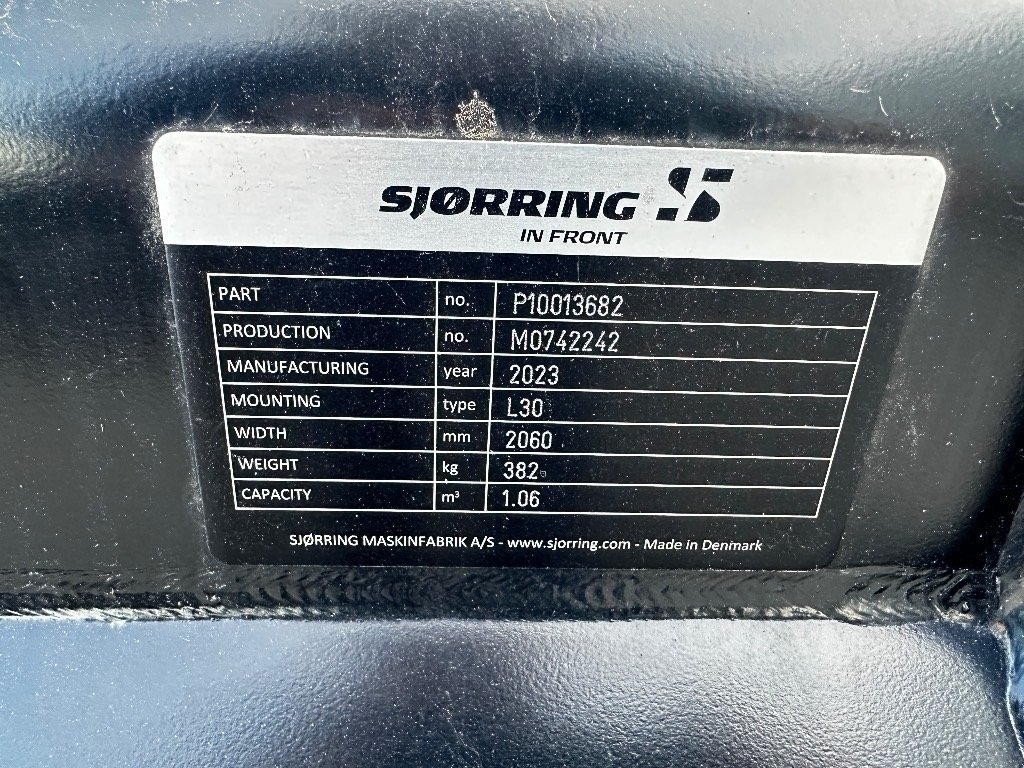 SJØRRING
IN FRONT
PART no. P10013682
PRODUCTION no. M0742242
MANUFACTURING year 2023
MOUNTING type L30
WIDTH mm 2060
WEIGHT kg 382
CAPACITY m³ 1.06
SJØRRING MASKINFABRIK A/S - www.sjorring.com - Made in Denmark